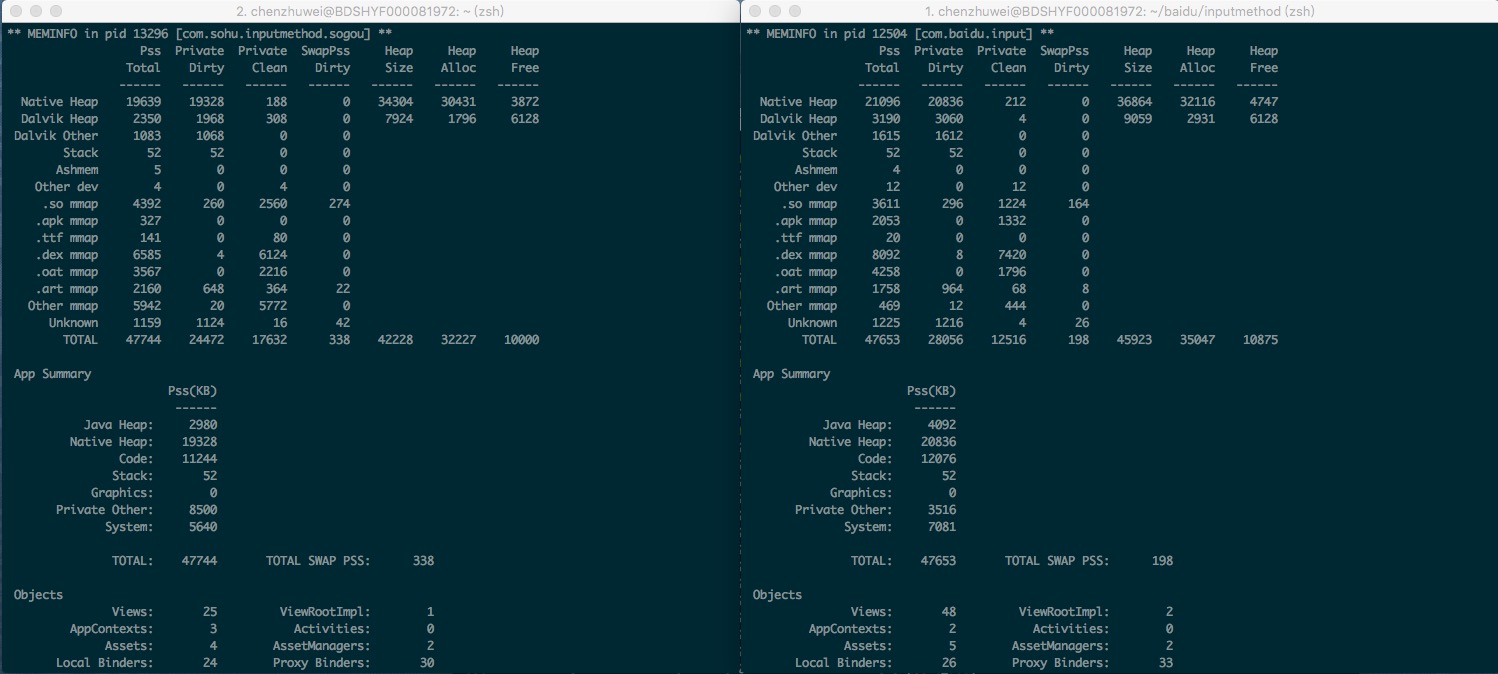 2. chenzhuwei@BDSHYF000081972: ~ (zsh)
** MEMINFO in pid 13296 [com.sohu.inputmethod.sogou] **
Pss Private Private SwapPss Heap Heap Heap
Total Dirty Clean Dirty Size Alloc Free
------ ------ ------ ------ ------ ------ ------
Native Heap 19639 19328 188 0 34304 30431 3872
Dalvik Heap 2350 1968 308 0 7924 1796 6128
Dalvik Other 1083 1068 0 0
Stack 52 52 0 0
Ashmem 5 0 0 0
Other dev 4 0 4 0
.so mmap 4392 260 2560 274
.apk mmap 327 0 0 0
.ttf mmap 141 0 80 0
.dex mmap 6585 4 6124 0
.oat mmap 3567 0 2216 0
.art mmap 2160 648 364 22
Other mmap 5942 20 5772 0
Unknown 1159 1124 16 42
TOTAL 47744 24472 17632 338 42228 32227 10000
App Summary
Pss(KB)
------
Java Heap: 2980
Native Heap: 19328
Code: 11244
Stack: 52
Graphics: 0
Private Other: 8500
System: 5640
TOTAL: 47744 TOTAL SWAP PSS: 338
Objects
Views: 25 ViewRootImpl: 1
AppContexts: 3 Activities: 0
Assets: 4 AssetManagers: 2
Local Binders: 24 Proxy Binders: 30
1. chenzhuwei@BDSHYF000081972: ~/baidu/inputmethod (zsh)
** MEMINFO in pid 12504 [com.baidu.input] **
Pss Private Private SwapPss Heap Heap Heap
Total Dirty Clean Dirty Size Alloc Free
------ ------ ------ ------ ------ ------ ------
Native Heap 21096 20836 212 0 36864 32116 4747
Dalvik Heap 3190 3060 4 0 9059 2931 6128
Dalvik Other 1615 1612 0 0
Stack 52 52 0 0
Ashmem 4 0 0 0
Other dev 12 0 12 0
.so mmap 3611 296 1224 164
.apk mmap 2053 0 1332 0
.ttf mmap 20 0 0 0
.dex mmap 8092 8 7420 0
.oat mmap 4258 0 1796 0
.art mmap 1758 964 68 8
Other mmap 469 12 444 0
Unknown 1225 1216 4 26
TOTAL 47653 28056 12516 198 45923 35047 10875
App Summary
Pss(KB)
------
Java Heap: 4092
Native Heap: 20836
Code: 12076
Stack: 52
Graphics: 0
Private Other: 3516
System: 7081
TOTAL: 47653 TOTAL SWAP PSS: 198
Objects
Views: 48 ViewRootImpl: 2
AppContexts: 2 Activities: 0
Assets: 5 AssetManagers: 2
Local Binders: 26 Proxy Binders: 33